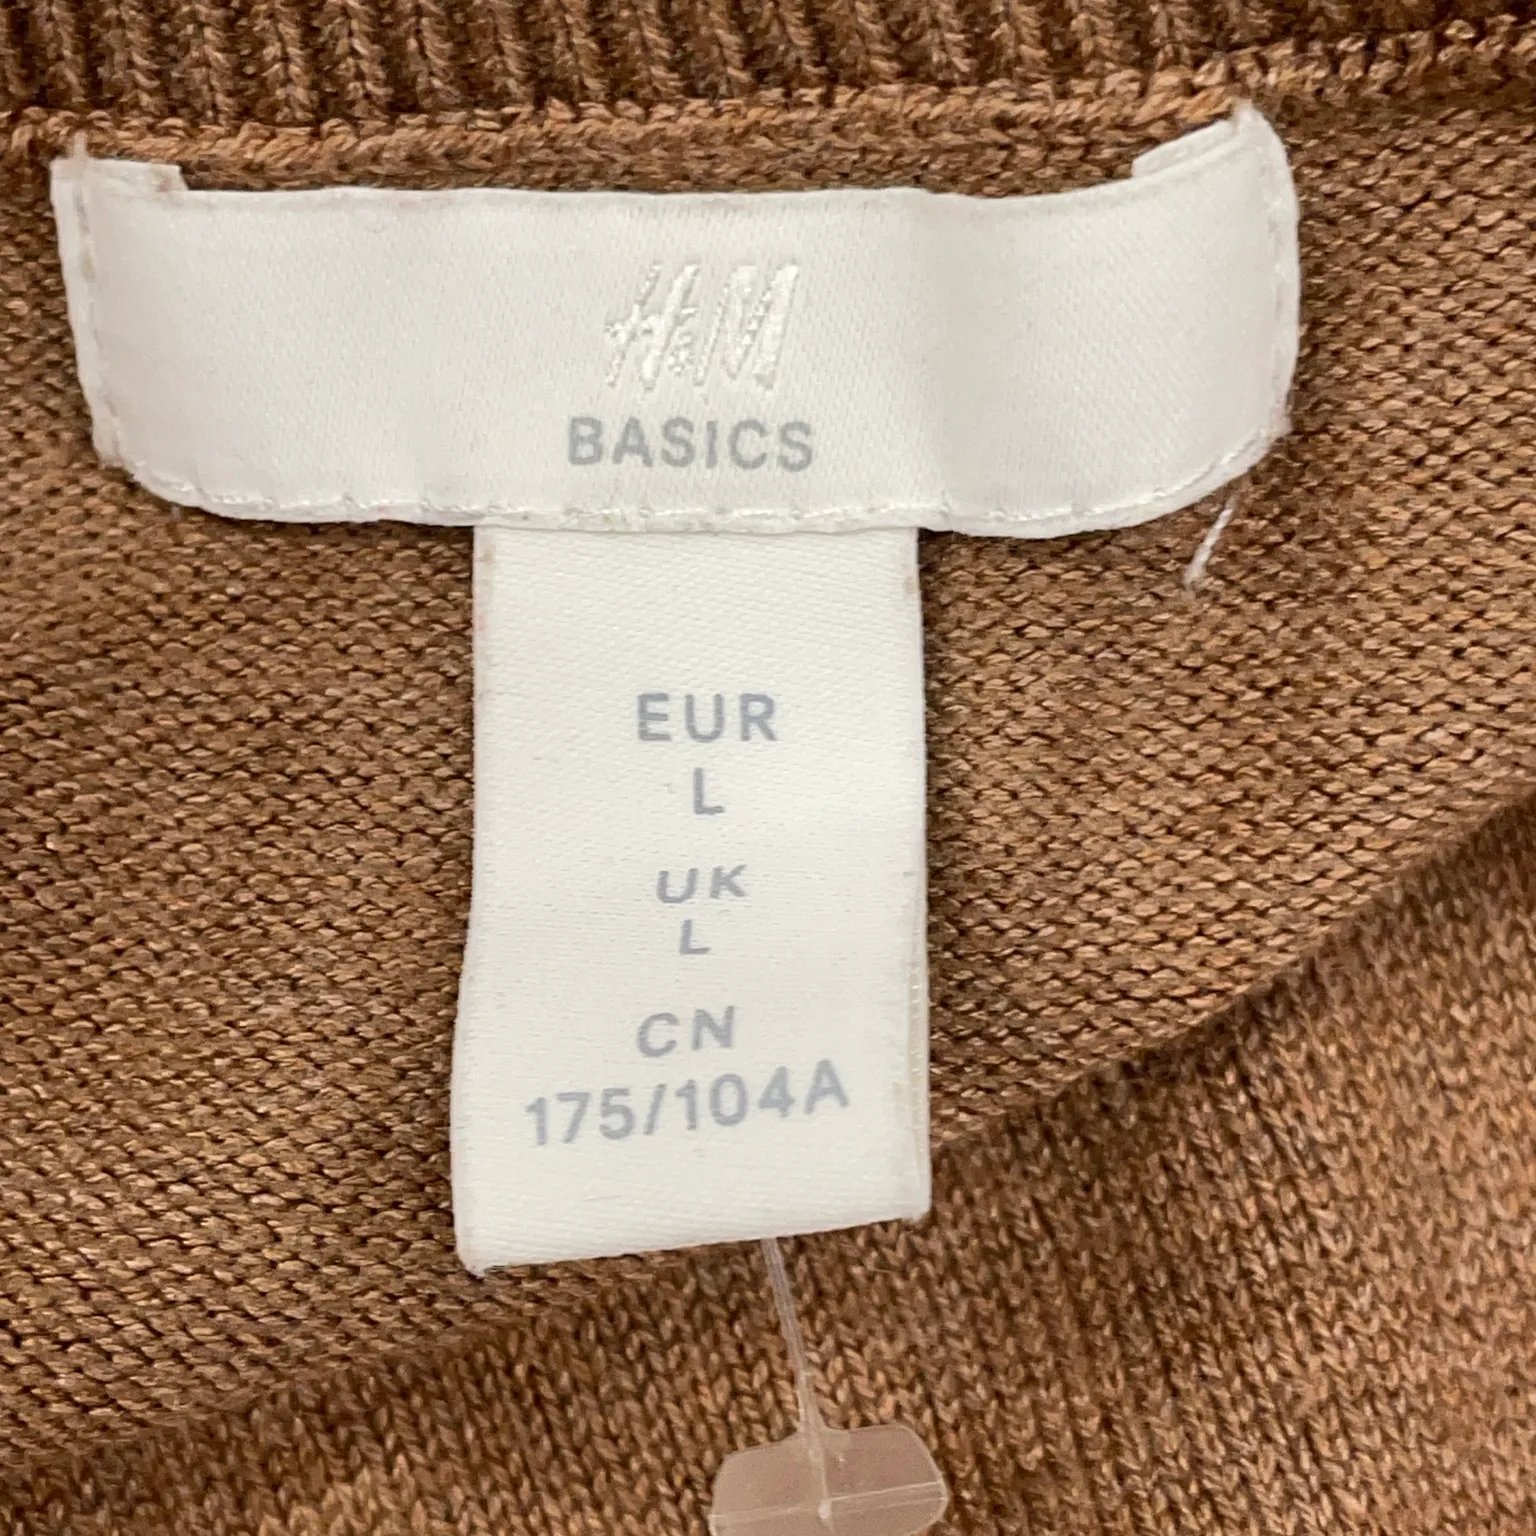 H&M
BASICS
EUR
L
UK
L
CN
175/104A